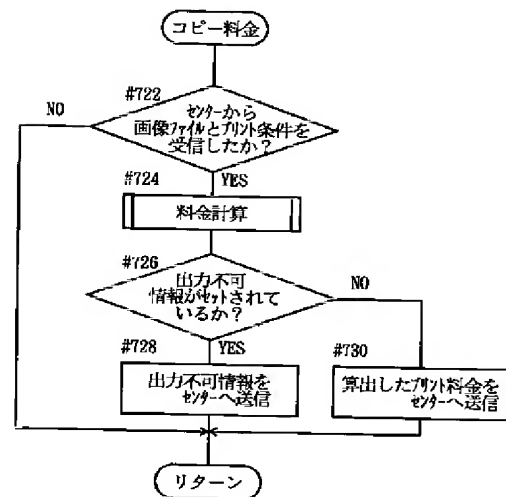 コピー料金
#722
センターから
NO
画像ファイルとプリント条件を
受信したか？
#724
YES
料金計算
#726
出力不可
情報がセットされて
いるか？
NO
#728
YES
#730
出力不可情報を
センターへ送信
算出したプリント料金を
センターへ送信
リターン